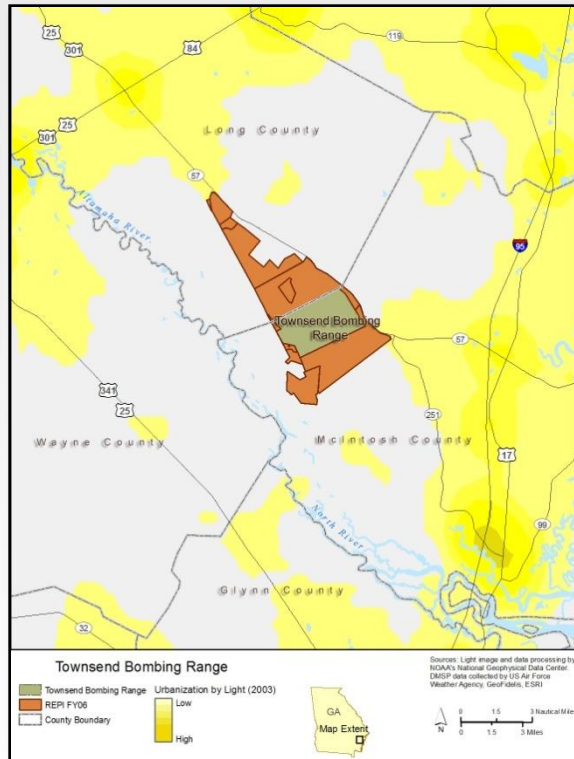 25
301
84
119
301
25
Long County
57
Altamaha River
95
Townsend Bombing
Range
57
341
25
251
Wayne County
McIntosh County
17
North River
99
Glynn County
32
Townsend Bombing Range
Townsend Bombing Range
REPI FY06
County Boundary
Urbanization by Light (2003)
Low
High
GA
Map Extent
N
0 1.5 3 Nautical Miles
0 1.5 3 Miles
Sources: Light image and data processing by
NOAA's National Geophysical Data Center.
DMSP data collected by US Air Force
Weather Agency, GeoFidelis, ESRI